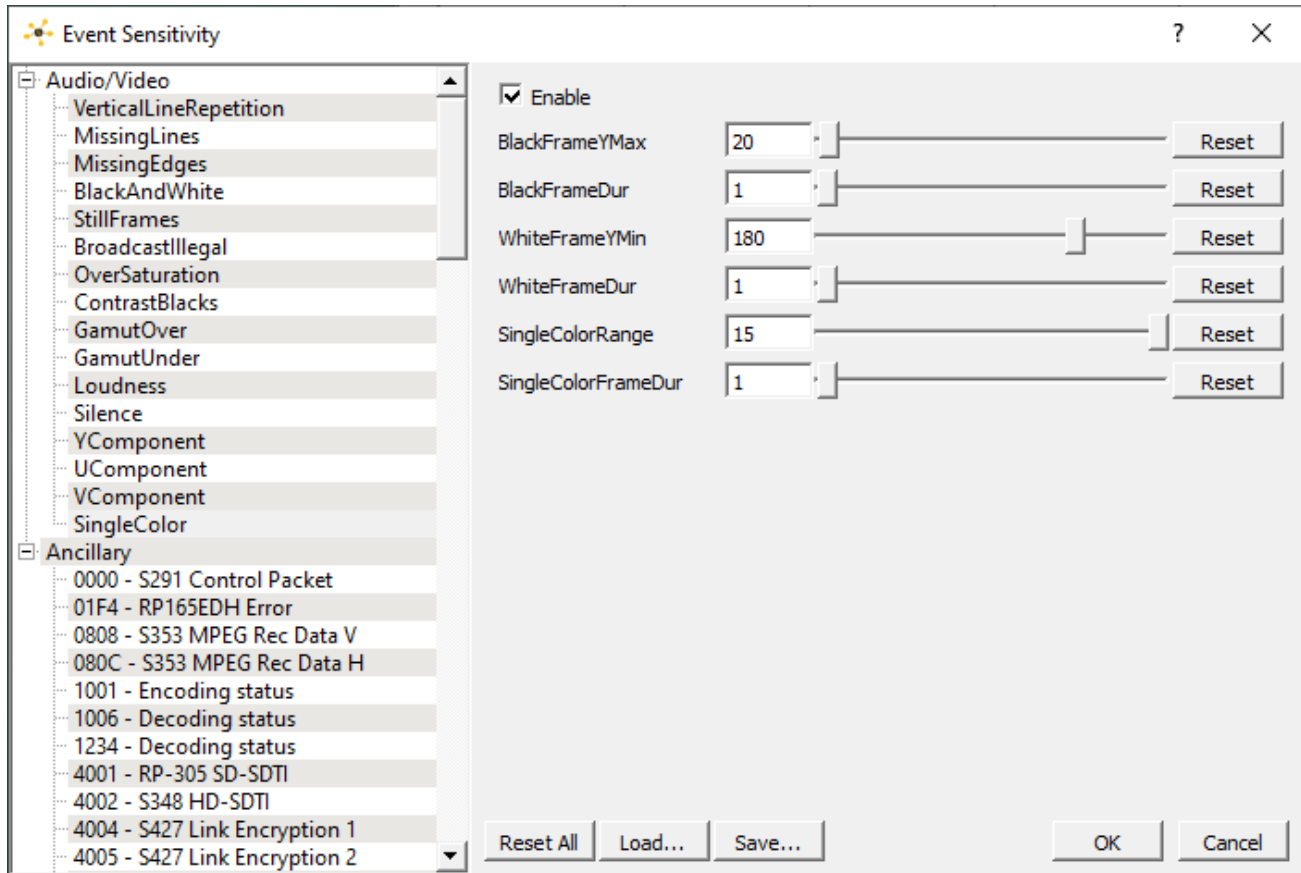 Event Sensitivity
?
Audio/Video
VerticalLineRepetition
MissingLines
MissingEdges
BlackAndWhite
StillFrames
BroadcastIllegal
OverSaturation
ContrastBlacks
GamutOver
GamutUnder
Loudness
Silence
YComponent
UComponent
VComponent
SingleColor
Ancillary
0000 - S291 Control Packet
01F4 - RP165EDH Error
0808 - S353 MPEG Rec Data V
080C - S353 MPEG Rec Data H
1001 - Encoding status
1006 - Decoding status
1234 - Decoding status
4001 - RP-305 SD-SDTI
4002 - S348 HD-SDTI
4004 - S427 Link Encryption 1
4005 - S427 Link Encryption 2
Enable
BlackFrameYMax 20 Reset
BlackFrameDur 1 Reset
WhiteFrameYMin 180 Reset
WhiteFrameDur 1 Reset
SingleColorRange 15 Reset
SingleColorFrameDur 1 Reset
Reset All Load... Save... OK Cancel